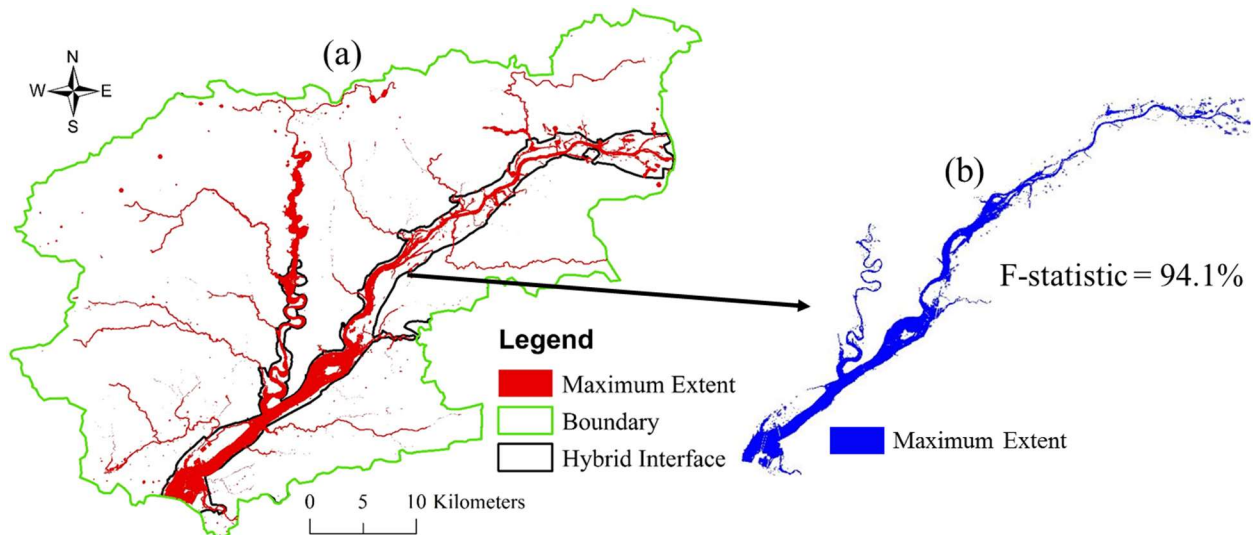 (a)
N
W E
S
(b)
F-statistic = 94.1%
Legend
Maximum Extent
Boundary
Hybrid Interface
Maximum Extent
0 5 10 Kilometers